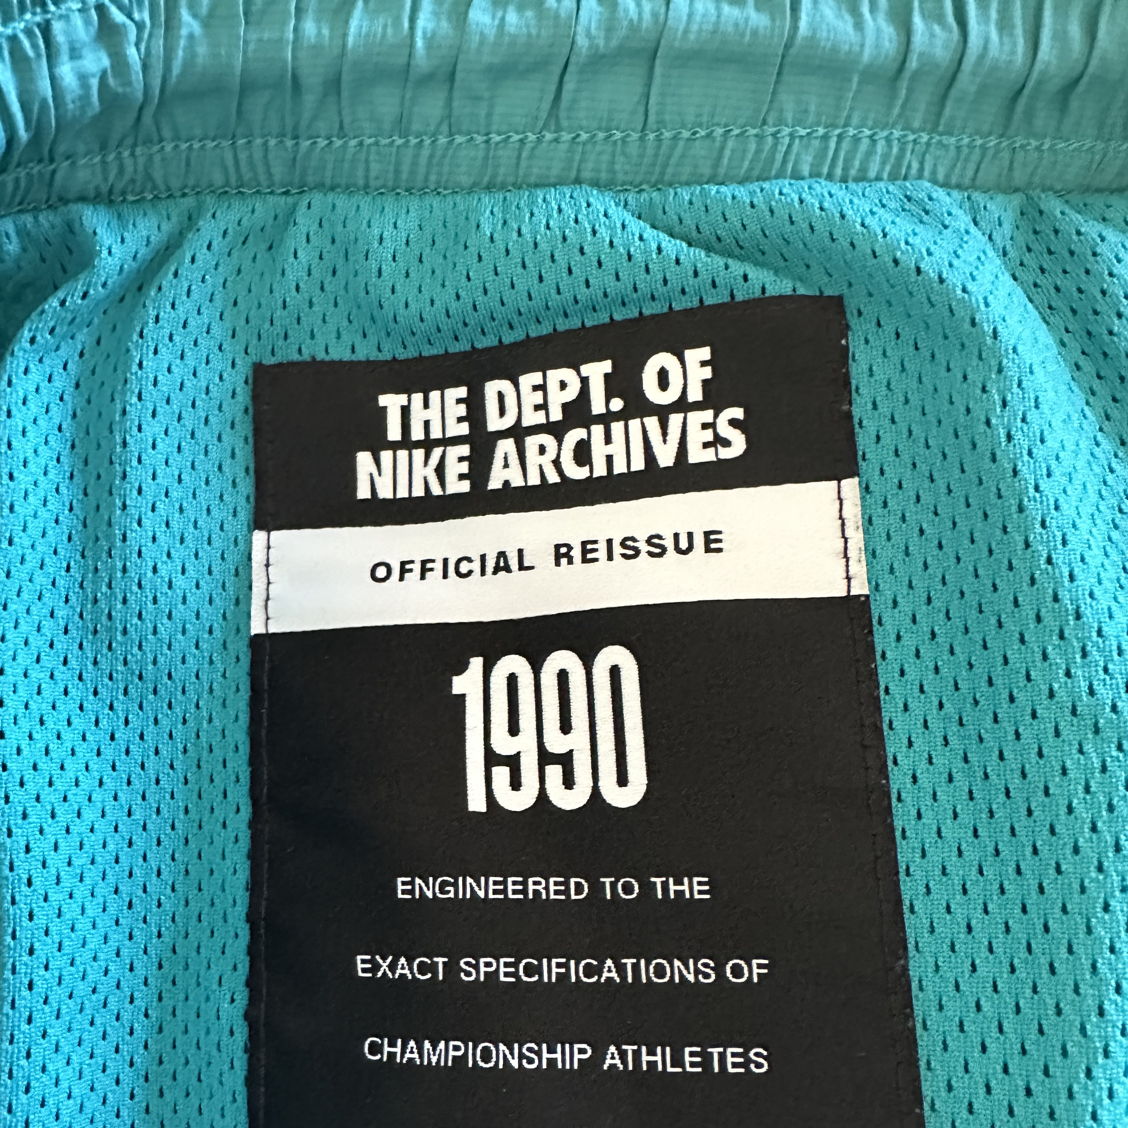 THE DEPT. OF
NIKE ARCHIVES
OFFICIAL REISSUE
1990
ENGINEERED TO THE
EXACT SPECIFICATIONS OF
CHAMPIONSHIP ATHLETES